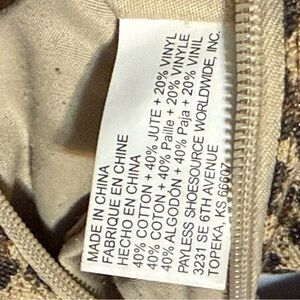 MADE IN CHINA
FABRIQUE EN CHINE
HECHO EN CHINA
40% COTTON + 40% JUTE + 20% VINYL
40% COTON + 40% Paille + 20% VINYLE
40% ALGODON + 40% Paja + 20% VINIL
PAYLESS SHOESOURCE WORLDWIDE, INC.
3231 SE 6TH AVENUE
TOPEKA, KS 66607